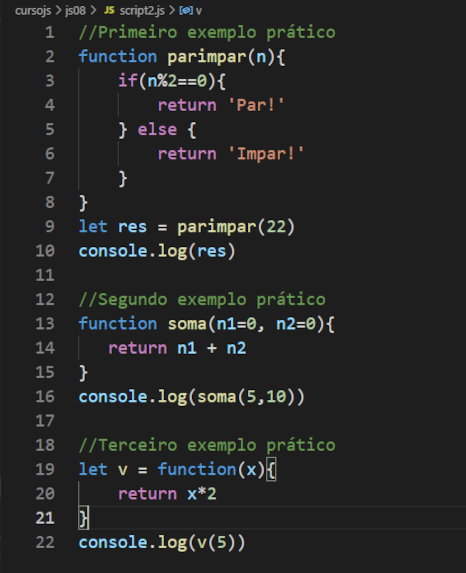 cursojs > js08 > JS script2.js > v
1 //Primeiro exemplo prático
2 function parimpar(n){
3     if(n%2==0){
4         return 'Par!'
5     } else {
6         return 'Impar!'
7     }
8 }
9 let res = parimpar(22)
10 console.log(res)
11
12 //Segundo exemplo prático
13 function soma(n1=0, n2=0){
14    return n1 + n2
15 }
16 console.log(soma(5,10))
17
18 //Terceiro exemplo prático
19 let v = function(x){
20     return x*2
21 }
22 console.log(v(5))